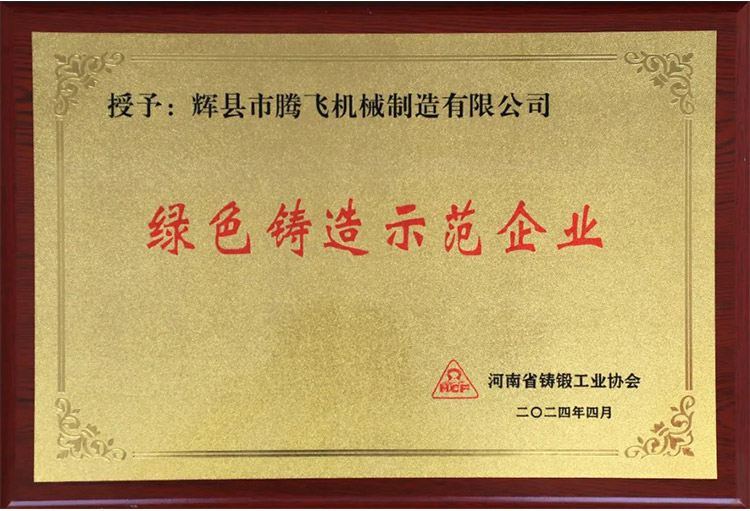 授予：辉县市腾飞机械制造有限公司
绿色铸造示范企业
HCF
河南省铸锻工业协会
二〇二四年四月